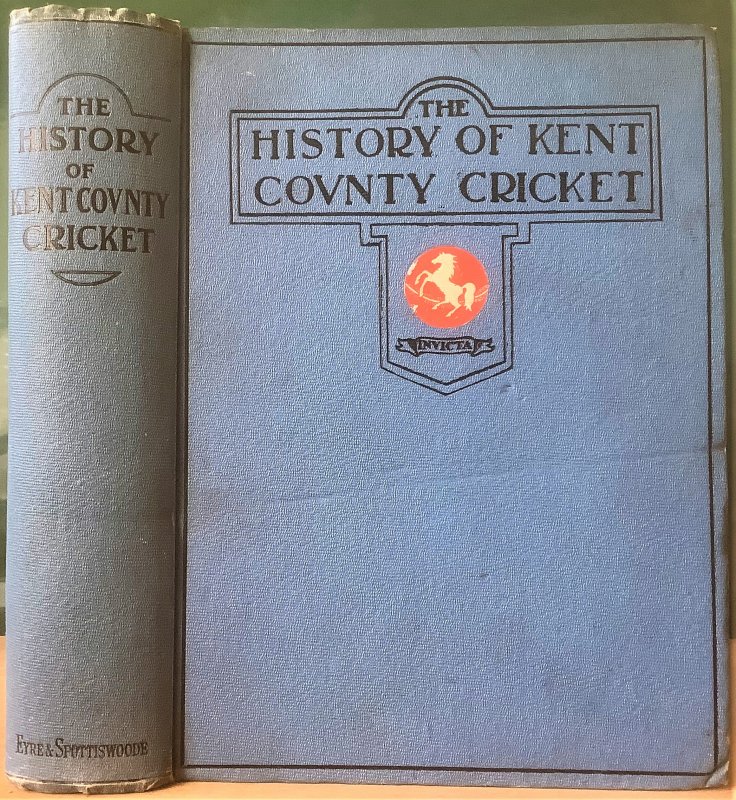 THE
HISTORY
OF
KENT COVNTY
CRICKET
EYRE & SPOTTISWOODE
THE
HISTORY OF KENT
COVNTY CRICKET
INVICTA